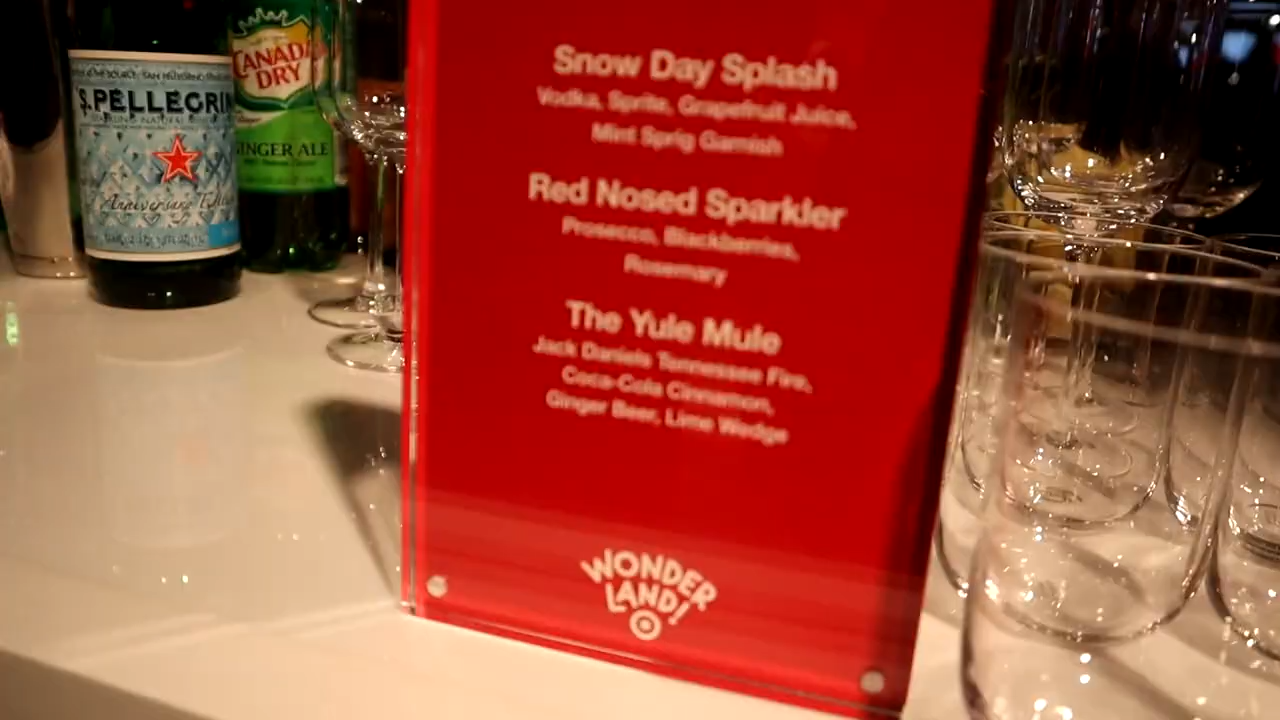 S.PELLEGRIN
Anniversary
CANADA
DRY
GINGER ALE
Snow Day Splash
Vodka, Sprite, Grapefruit Juice,
Mint Sprig Garnish
Red Nosed Sparkler
Prosecco, Blackberries,
Rosemary
The Yule Mule
Jack Daniels Tennessee Fire,
Coca-Cola Cinnamon,
Ginger Beer, Lime Wedge
WONDER
LAND!